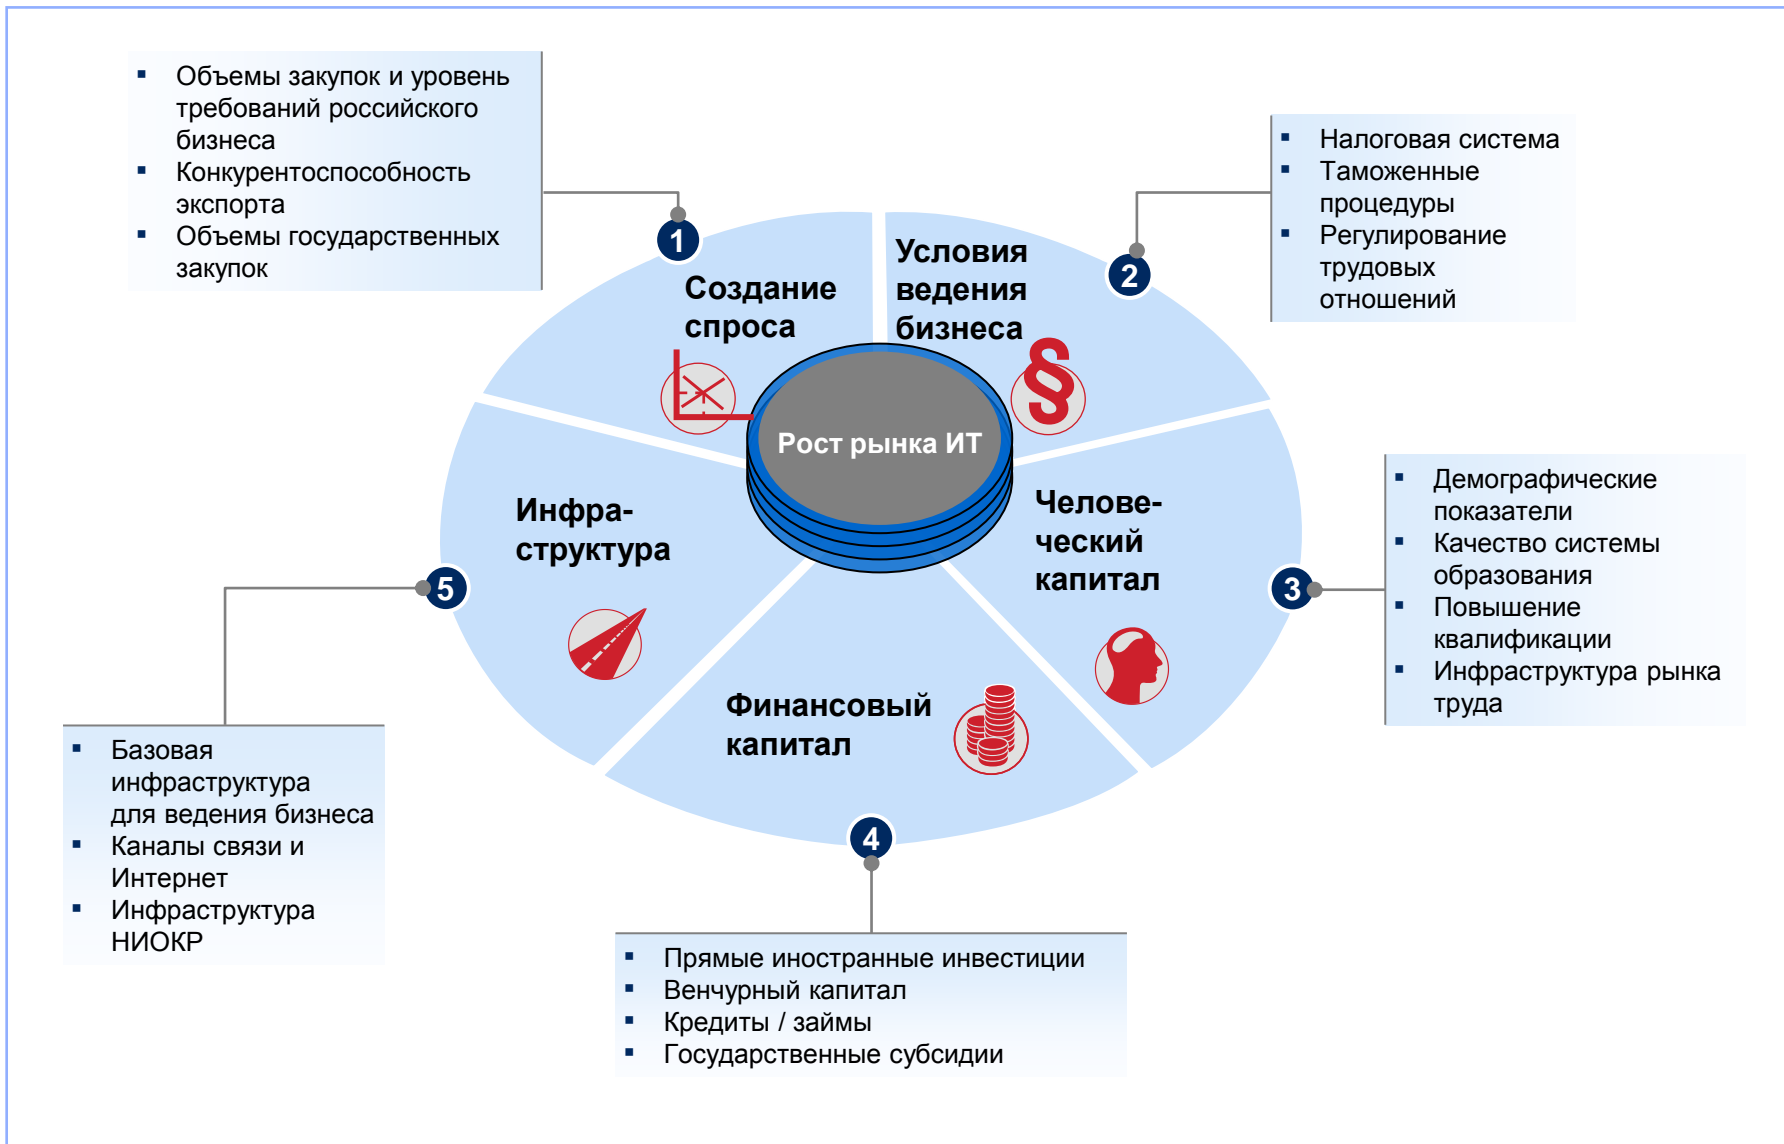 Объемы закупок и уровень
требований российского
бизнеса
Конкурентоспособность
экспорта
Объемы государственных
закупок
Налоговая система
Таможенные
процедуры
Регулирование
трудовых
отношений
1
Создание
спроса
Условия
ведения
бизнеса
2
Рост рынка ИТ
Инфра-
структура
5
Челове-
ческий
капитал
3
Демографические
показатели
Качество системы
образования
Повышение
квалификации
Инфраструктура рынка
труда
Финансовый
капитал
4
Базовая
инфраструктура
для ведения бизнеса
Каналы связи и
Интернет
Инфраструктура
НИОКР
Прямые иностранные инвестиции
Венчурный капитал
Кредиты / займы
Государственные субсидии